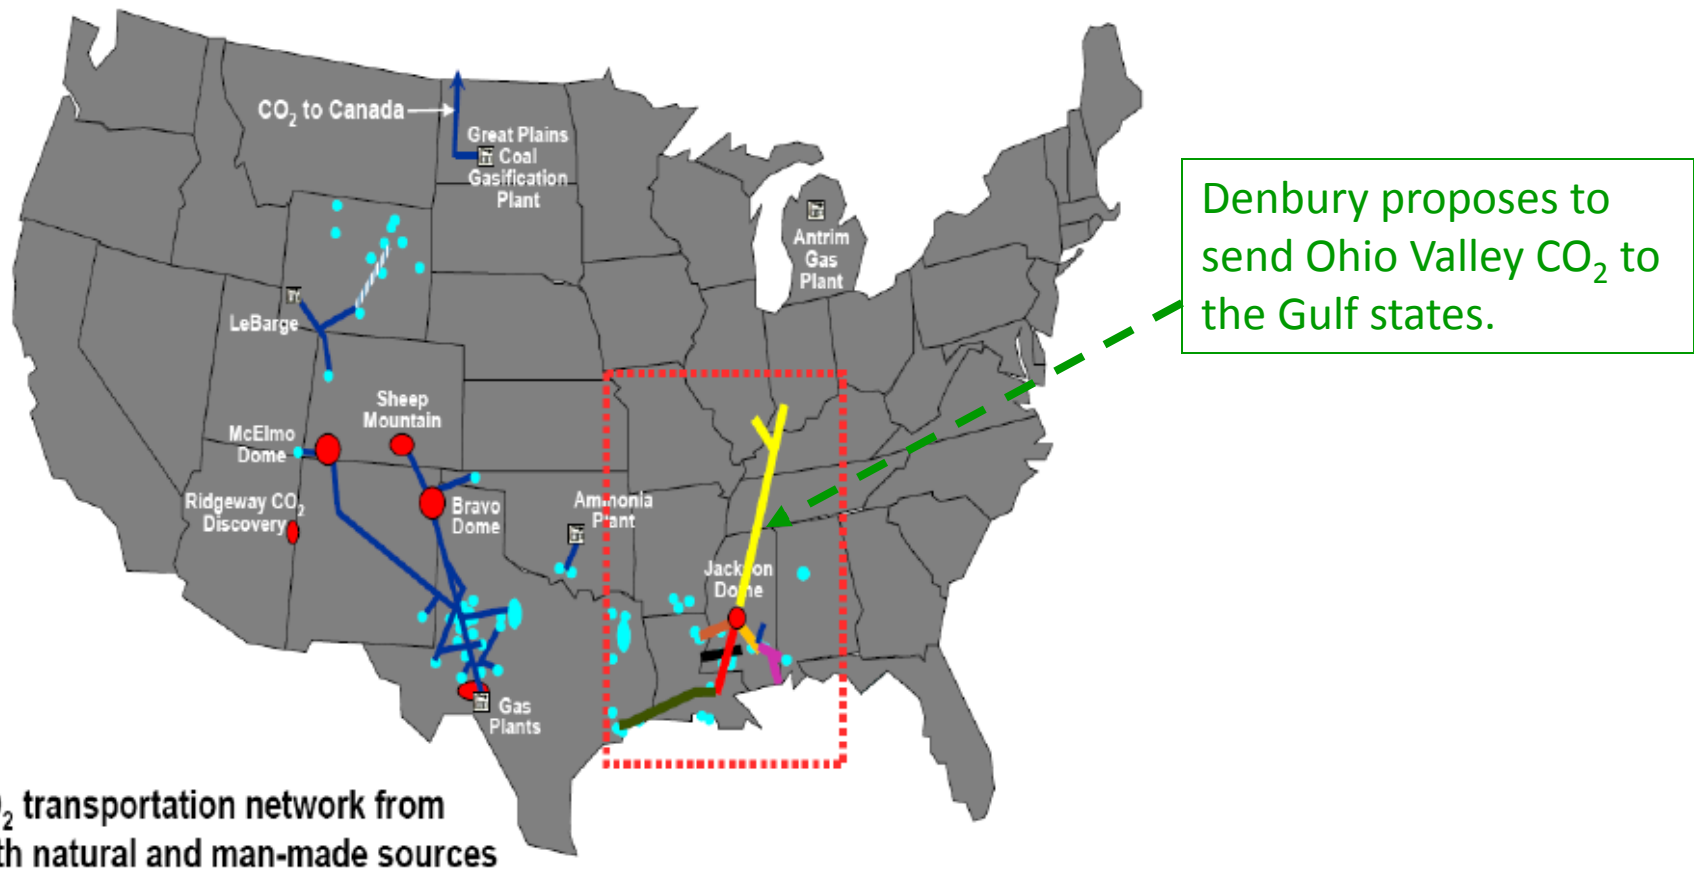 CO₂ to Canada
Great Plains
Coal
Gasification
Plant
Antrim
Gas
Plant
Denbury proposes to
send Ohio Valley CO₂ to
the Gulf states.
LeBarge
Sheep
Mountain
McElmo
Dome
Ridgeway CO₂
Discovery
Bravo
Dome
Ammonia
Plant
Jackson
Dome
Gas
Plants
₂ transportation network from
th natural and man-made sources